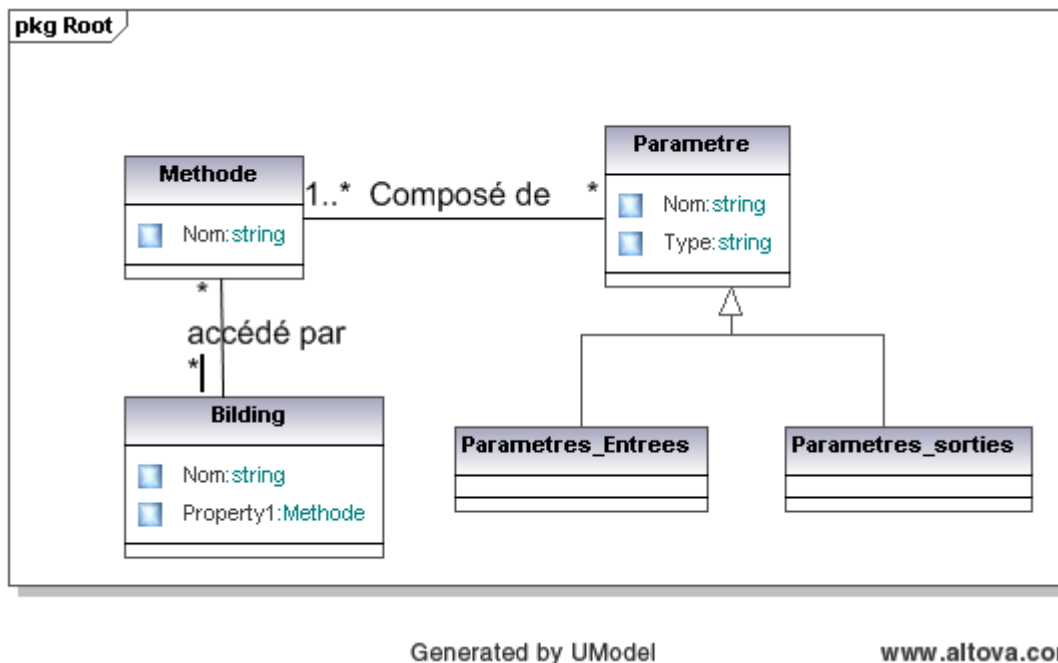 pkg Root
Methode
Nom:string
1..* Composé de *
Parametre
Nom:string
Type:string
*
accédé par
*
Bilding
Nom:string
Property1:Methode
Parametres_Entrees
Parametres_sorties
Generated by UModel
www.altova.co